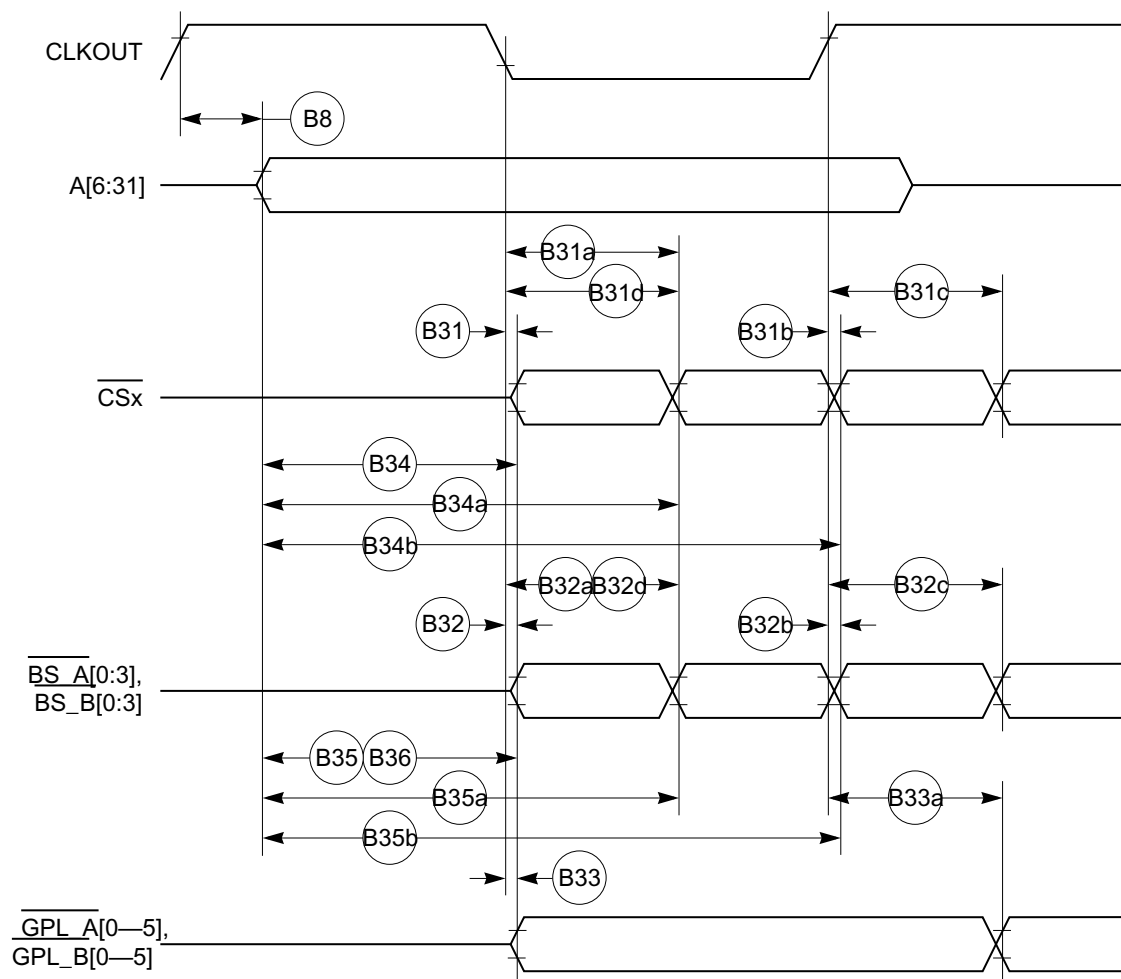 CLKOUT
B8
A[6:31]
B31a
B31d
B31c
B31
B31b
CSx
B34
B34a
B34b
B32a B32d
B32c
B32
B32b
BS_A[0:3],
BS_B[0:3]
B35 B36
B35a
B33a
B35b
B33
GPL_A[0—5],
GPL_B[0—5]